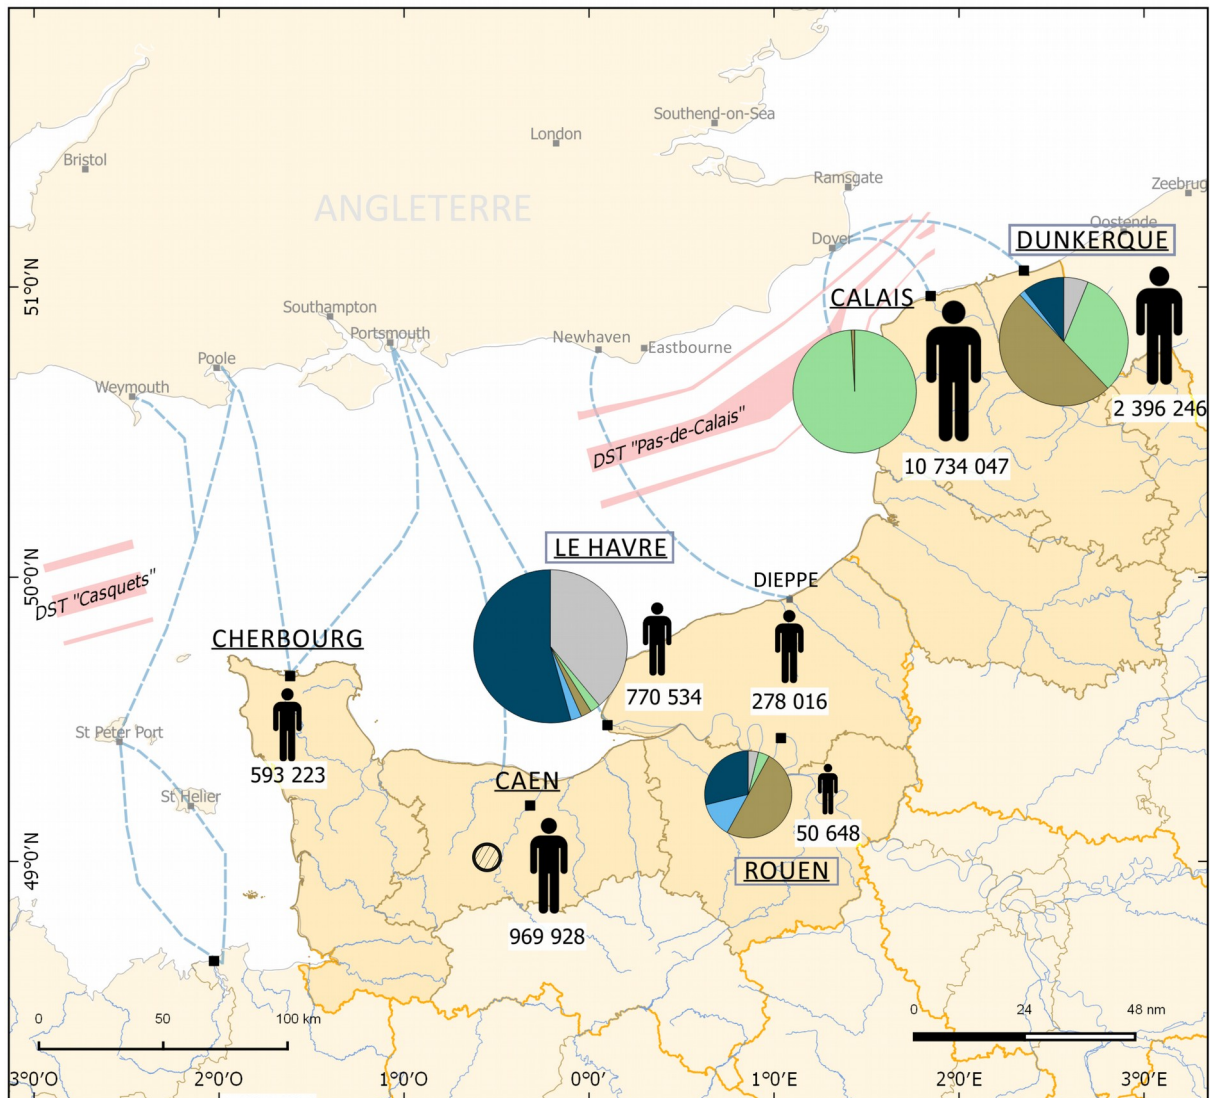 Southend-on-Sea
London
Bristol
Ramsgate
Zeebrug
ANGLETERRE
Oostende
Dover
DUNKERQUE
51°0'N
CALAIS
Southampton
Portsmouth
Newhaven
Eastbourne
Poole
Weymouth
2 396 246
DST "Pas-de-Calais"
10 734 047
LE HAVRE
50°0'N
DST "Casquets"
DIEPPE
CHERBOURG
770 534
278 016
St Peter Port
593 223
CAEN
St Helier
50 648
49°0'N
ROUEN
969 928
0 50 100 km
0 24 48 nm
3°0'O 2°0'O 1°0'O 0°0' 1°0'E 2°0'E 3°0'E